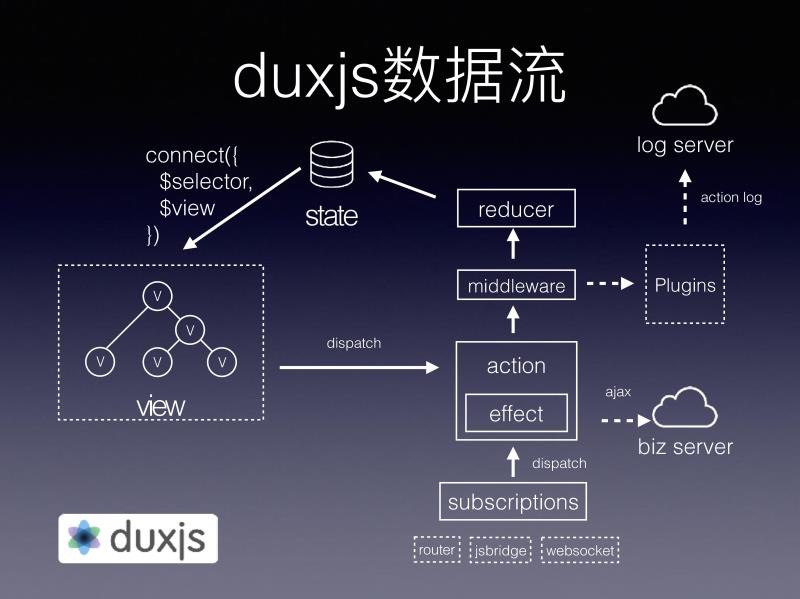 duxjs数据流
log server
connect({
$selector,
$view
})
state
reducer
action log
middleware
Plugins
V
V
V
V
V
view
dispatch
action
effect
ajax
biz server
dispatch
subscriptions
router
jsbridge
websocket
duxjs